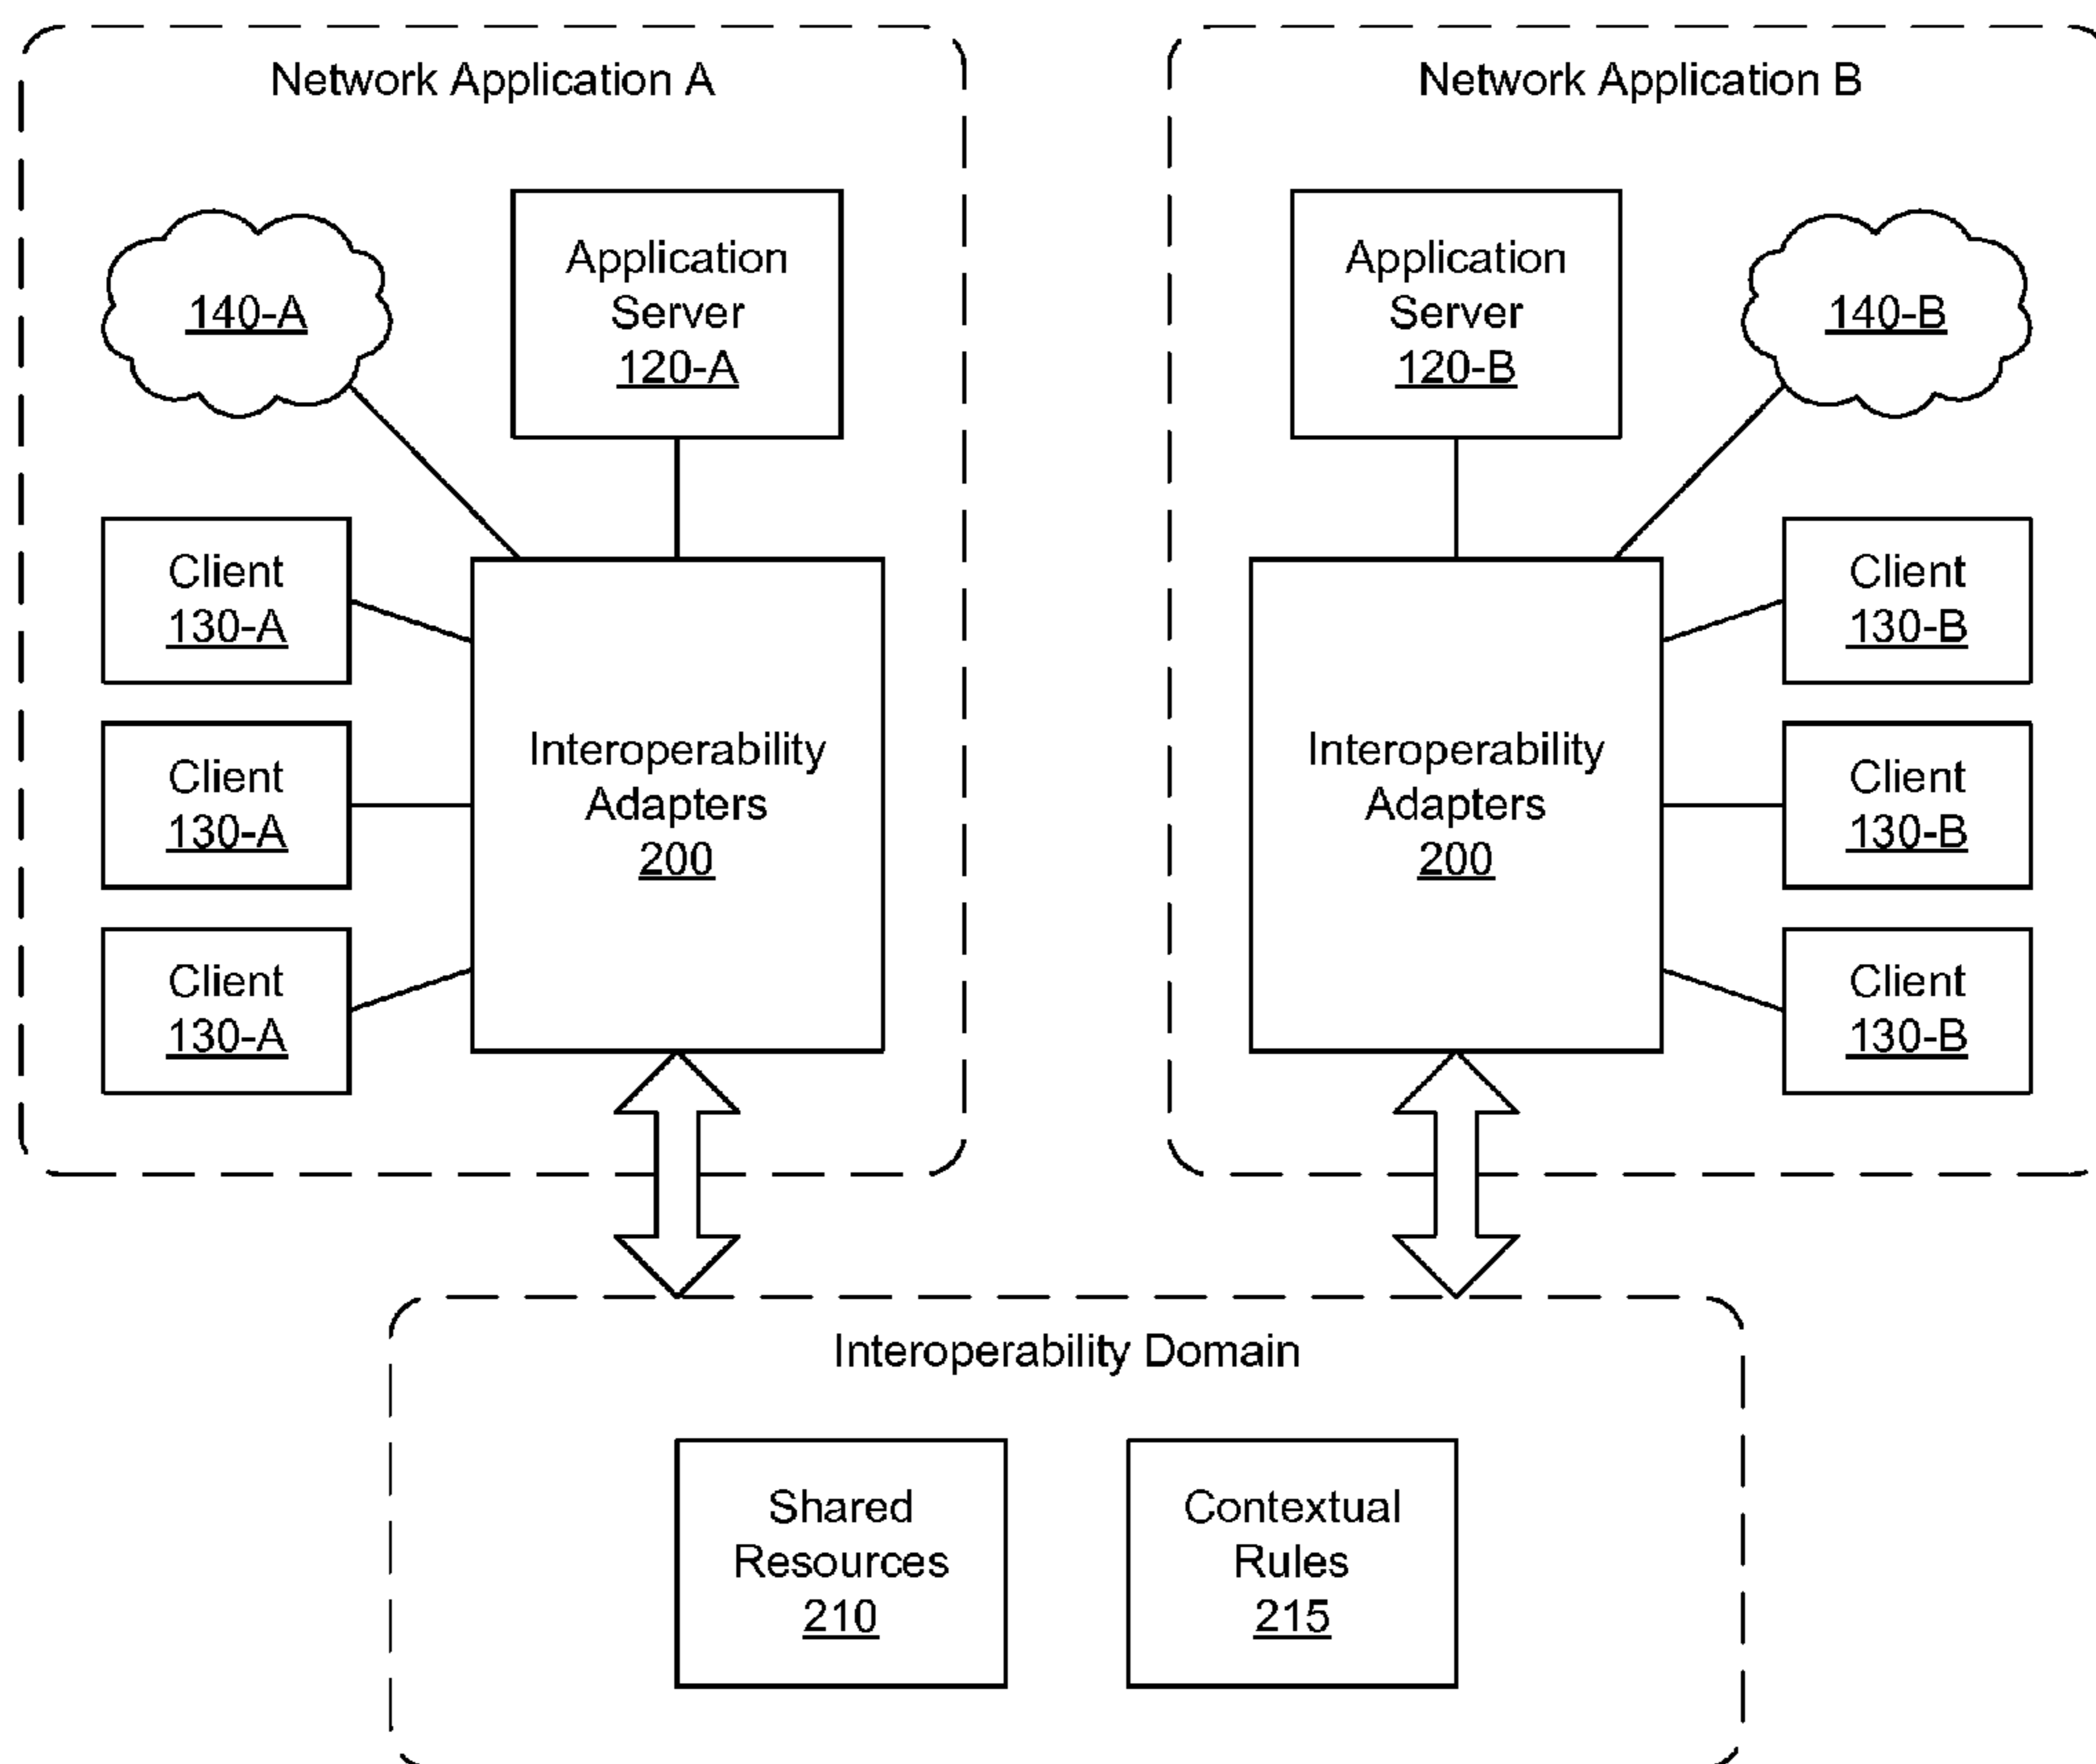 Network Application A
140-A
Application
Server
120-A
Client
130-A
Client
130-A
Client
130-A
Interoperability
Adapters
200
Network Application B
Application
Server
120-B
140-B
Interoperability
Adapters
200
Client
130-B
Client
130-B
Client
130-B
Interoperability Domain
Shared
Resources
210
Contextual
Rules
215